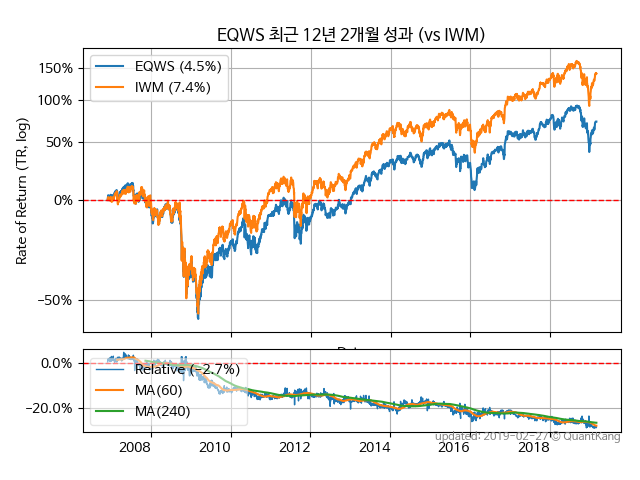 EQWS 최근 12년 2개월 성과 (vs IWM)
Rate of Return (TR, log)
150%
100%
50%
0%
−50%
EQWS (4.5%)
IWM (7.4%)
0.0%
−20.0%
Relative (−2.7%)
MA(60)
MA(240)
2008 2010 2012 2014 2016 2018
updated: 2019-02-27 © QuantKang